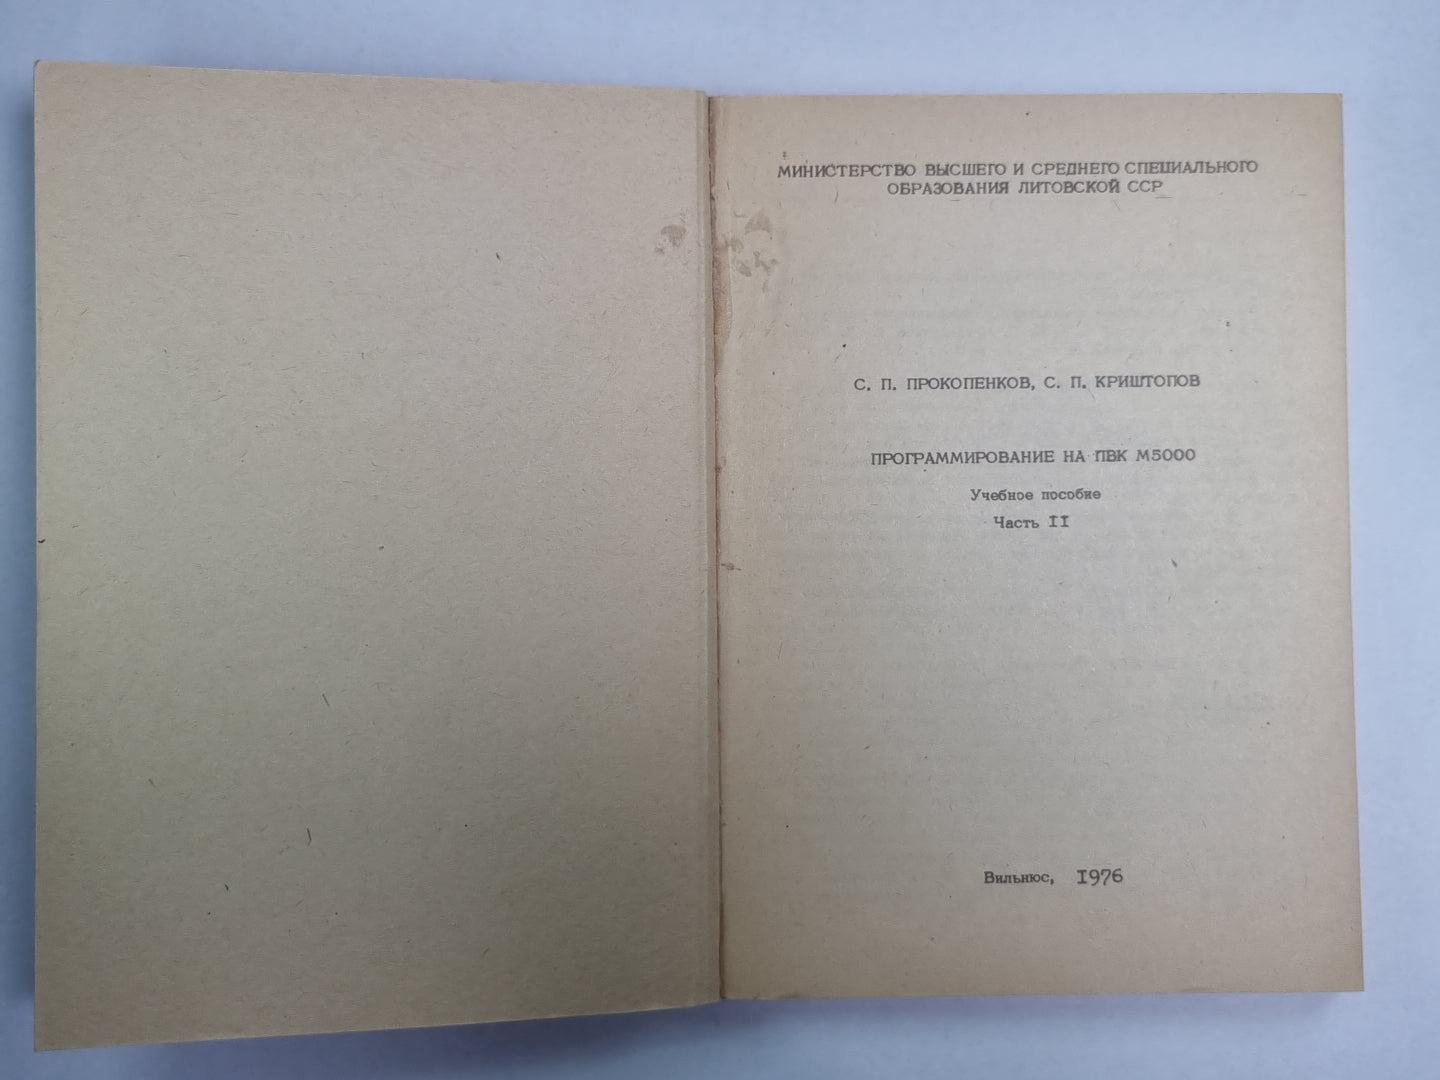 МИНИСТЕРСТВО ВЫСШЕГО И СРЕДНЕГО СПЕЦИАЛЬНОГО
ОБРАЗОВАНИЯ ЛИТОВСКОЙ ССР
С. П. ПРОКОПЕНКОВ, С. П. КРИШТОПОВ
ПРОГРАММИРОВАНИЕ НА ПВК М5000
Учебное пособие
Часть II
Вильнюс, 1976